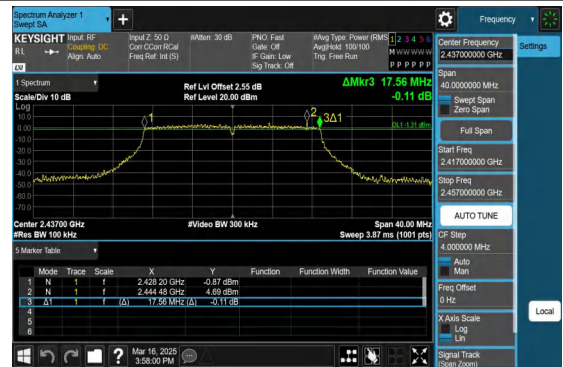 Spectrum Analyzer 1
Swept SA
Frequency
KEYSIGHT
Input: RF
Input Z: 50 Ω
#Atten: 30 dB
PNO: Fast
#Avg Type: Power (RMS
1 2 3 4 5 6
RL
Coupling: DC
Corr CCorr RCal
Gate: Off
Avg|Hold: 100/100
M W W W W W
Align: Auto
Freq Ref: Int (S)
IF Gain: Low
Trig: Free Run
Sig Track: Off
P P P P P P
LXI
1 Spectrum
Ref Lvl Offset 2.55 dB
ΔMkr3 17.56 MHz
Scale/Div 10 dB
Ref Level 20.00 dBm
-0.11 dB
Log
10.0
1
2
3Δ1
0.00
DL1 -1.31 dBm
-10.0
-20.0
-30.0
-40.0
-50.0
-60.0
-70.0
Center 2.43700 GHz
#Video BW 300 kHz
Span 40.00 MHz
#Res BW 100 kHz
Sweep 3.87 ms (1001 pts)
5 Marker Table
Mode Trace Scale X Y Function Function Width Function Value
1 N 1 f 2.428 20 GHz -0.87 dBm
2 N 1 f 2.444 48 GHz 4.69 dBm
3 Δ1 1 f (Δ) 17.56 MHz (Δ) -0.11 dB
4
5
6
Mar 16, 2025
3:58:00 PM
Center Frequency
2.437000000 GHz
Settings
Span
40.0000000 MHz
Swept Span
Zero Span
Full Span
Start Freq
2.417000000 GHz
Stop Freq
2.457000000 GHz
AUTO TUNE
CF Step
4.000000 MHz
Auto
Man
Freq Offset
0 Hz
Local
X Axis Scale
Log
Lin
Signal Track
(Span Zoom)